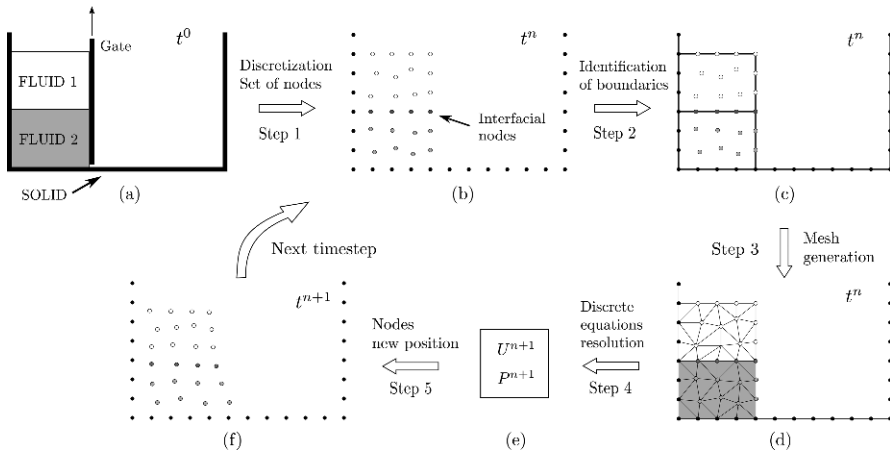 t^0
Gate
FLUID 1
FLUID 2
SOLID
(a)
Discretization
Set of nodes
Step 1
t^n
Interfacial
nodes
(b)
Identification
of boundaries
Step 2
t^n
(c)
Step 3
Mesh
generation
t^n
(d)
Discrete
equations
resolution
Step 4
U^{n+1}
P^{n+1}
(e)
Nodes
new position
Step 5
t^{n+1}
(f)
Next timestep